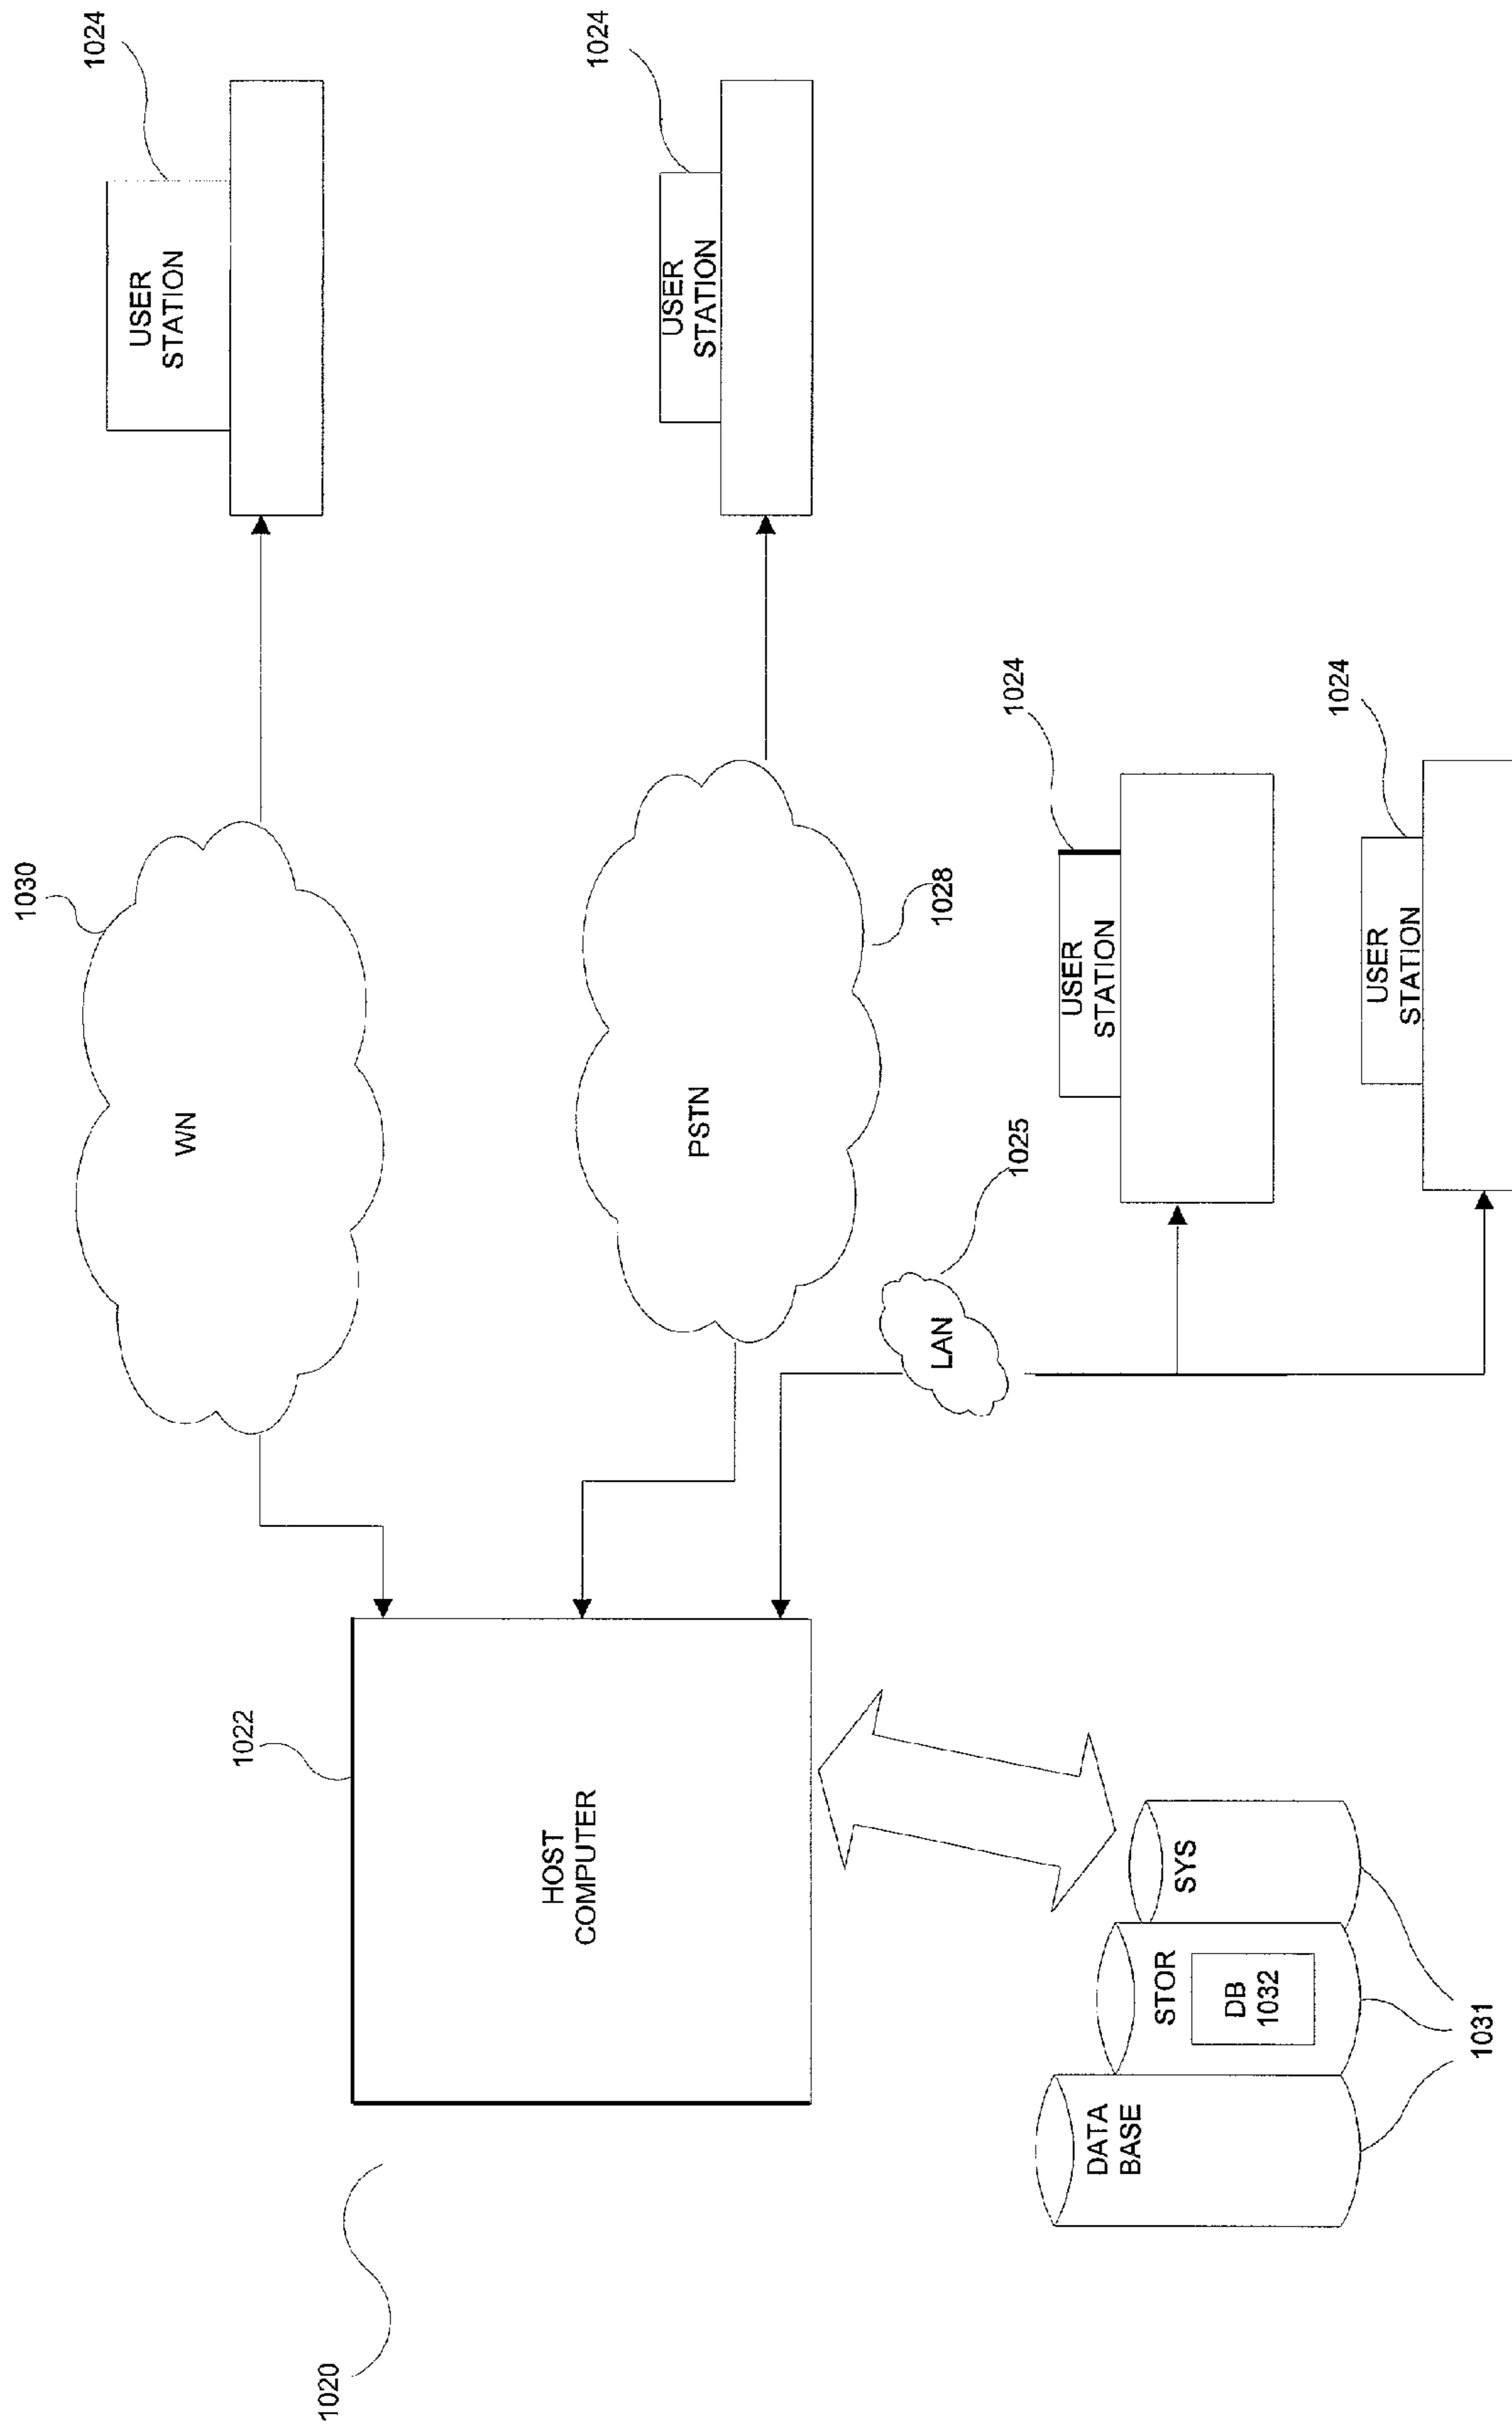 1020
1022
HOST
COMPUTER
DATA
BASE
STOR
DB
1032
SYS
1031
1030
WN
PSTN
1028
LAN
1025
USER
STATION
1024
USER
STATION
1024
USER
STATION
1024
USER
STATION
1024